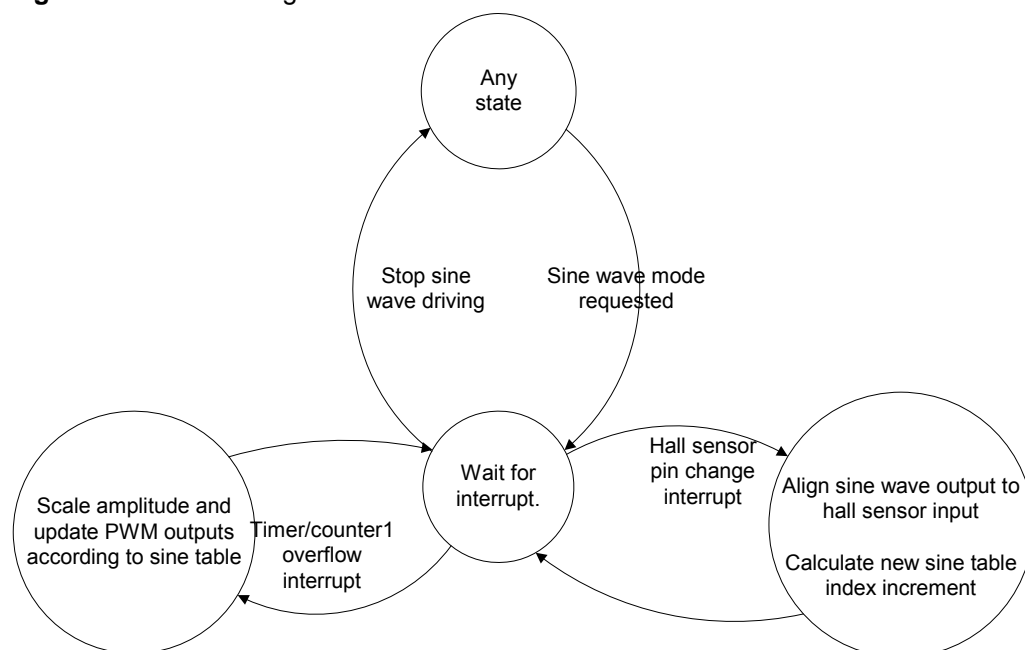 Any
state
Stop sine
wave driving
Sine wave mode
requested
Hall sensor
pin change
interrupt
Wait for
interrupt.
Scale amplitude and
update PWM outputs
according to sine table
Timer/counter1
overflow
interrupt
Align sine wave output to
hall sensor input
Calculate new sine table
index increment